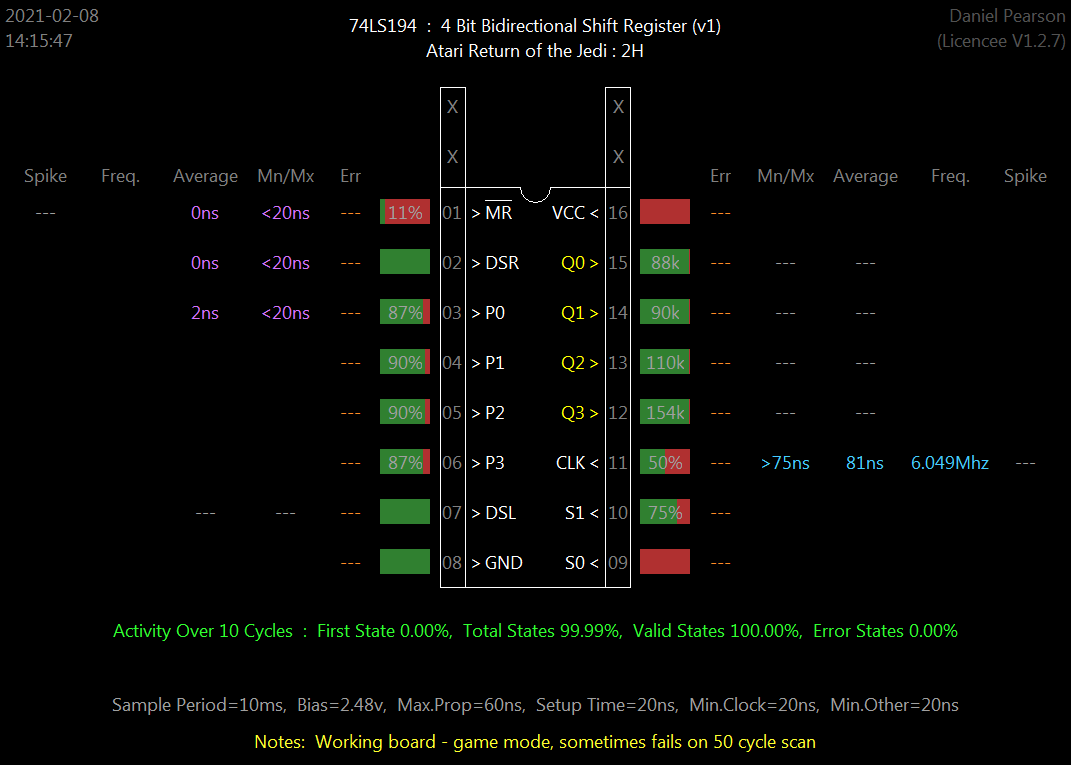 2021-02-08 74LS194 : 4 Bit Bidirectional Shift Register (v1) Daniel Pearson
14:15:47 Atari Return of the Jedi : 2H (Licencee V1.2.7)
X X
X X
Spike Freq. Average Mn/Mx Err Err Mn/Mx Average Freq. Spike
--- 0ns <20ns --- 11% 01 > MR VCC < 16 ---
0ns <20ns --- 02 > DSR Q0 > 15 88k --- --- ---
2ns <20ns --- 87% 03 > P0 Q1 > 14 90k --- --- ---
--- 90% 04 > P1 Q2 > 13 110k --- --- ---
--- 90% 05 > P2 Q3 > 12 154k --- --- ---
--- 87% 06 > P3 CLK < 11 50% --- >75ns 81ns 6.049Mhz ---
--- --- --- 07 > DSL S1 < 10 75% ---
--- 08 > GND S0 < 09 ---
Activity Over 10 Cycles : First State 0.00%, Total States 99.99%, Valid States 100.00%, Error States 0.00%
Sample Period=10ms, Bias=2.48v, Max.Prop=60ns, Setup Time=20ns, Min.Clock=20ns, Min.Other=20ns
Notes: Working board - game mode, sometimes fails on 50 cycle scan